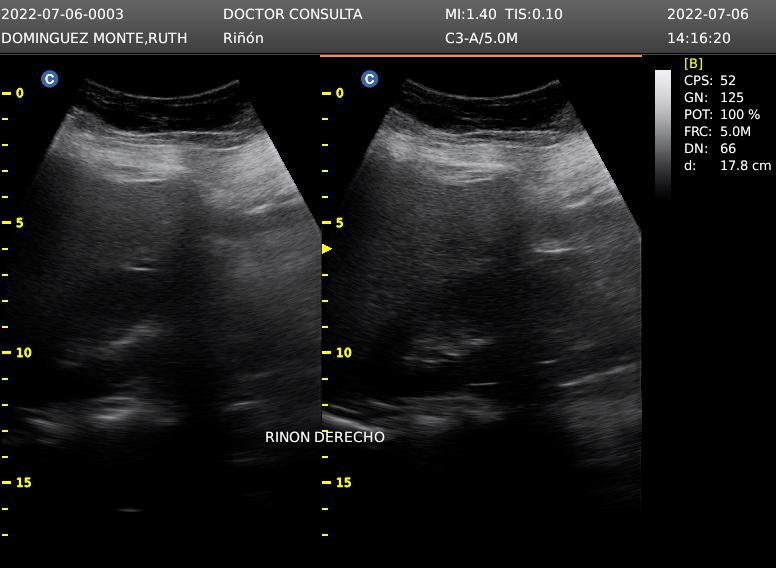 2022-07-06-0003 DOCTOR CONSULTA MI:1.40 TIS:0.10 2022-07-06
DOMINGUEZ MONTE,RUTH Riñón C3-A/5.0M 14:16:20
[B]
CPS: 52
GN: 125
POT: 100 %
FRC: 5.0M
DN: 66
d: 17.8 cm
C C
0 0
5 5
10 10
RINON DERECHO
15 15